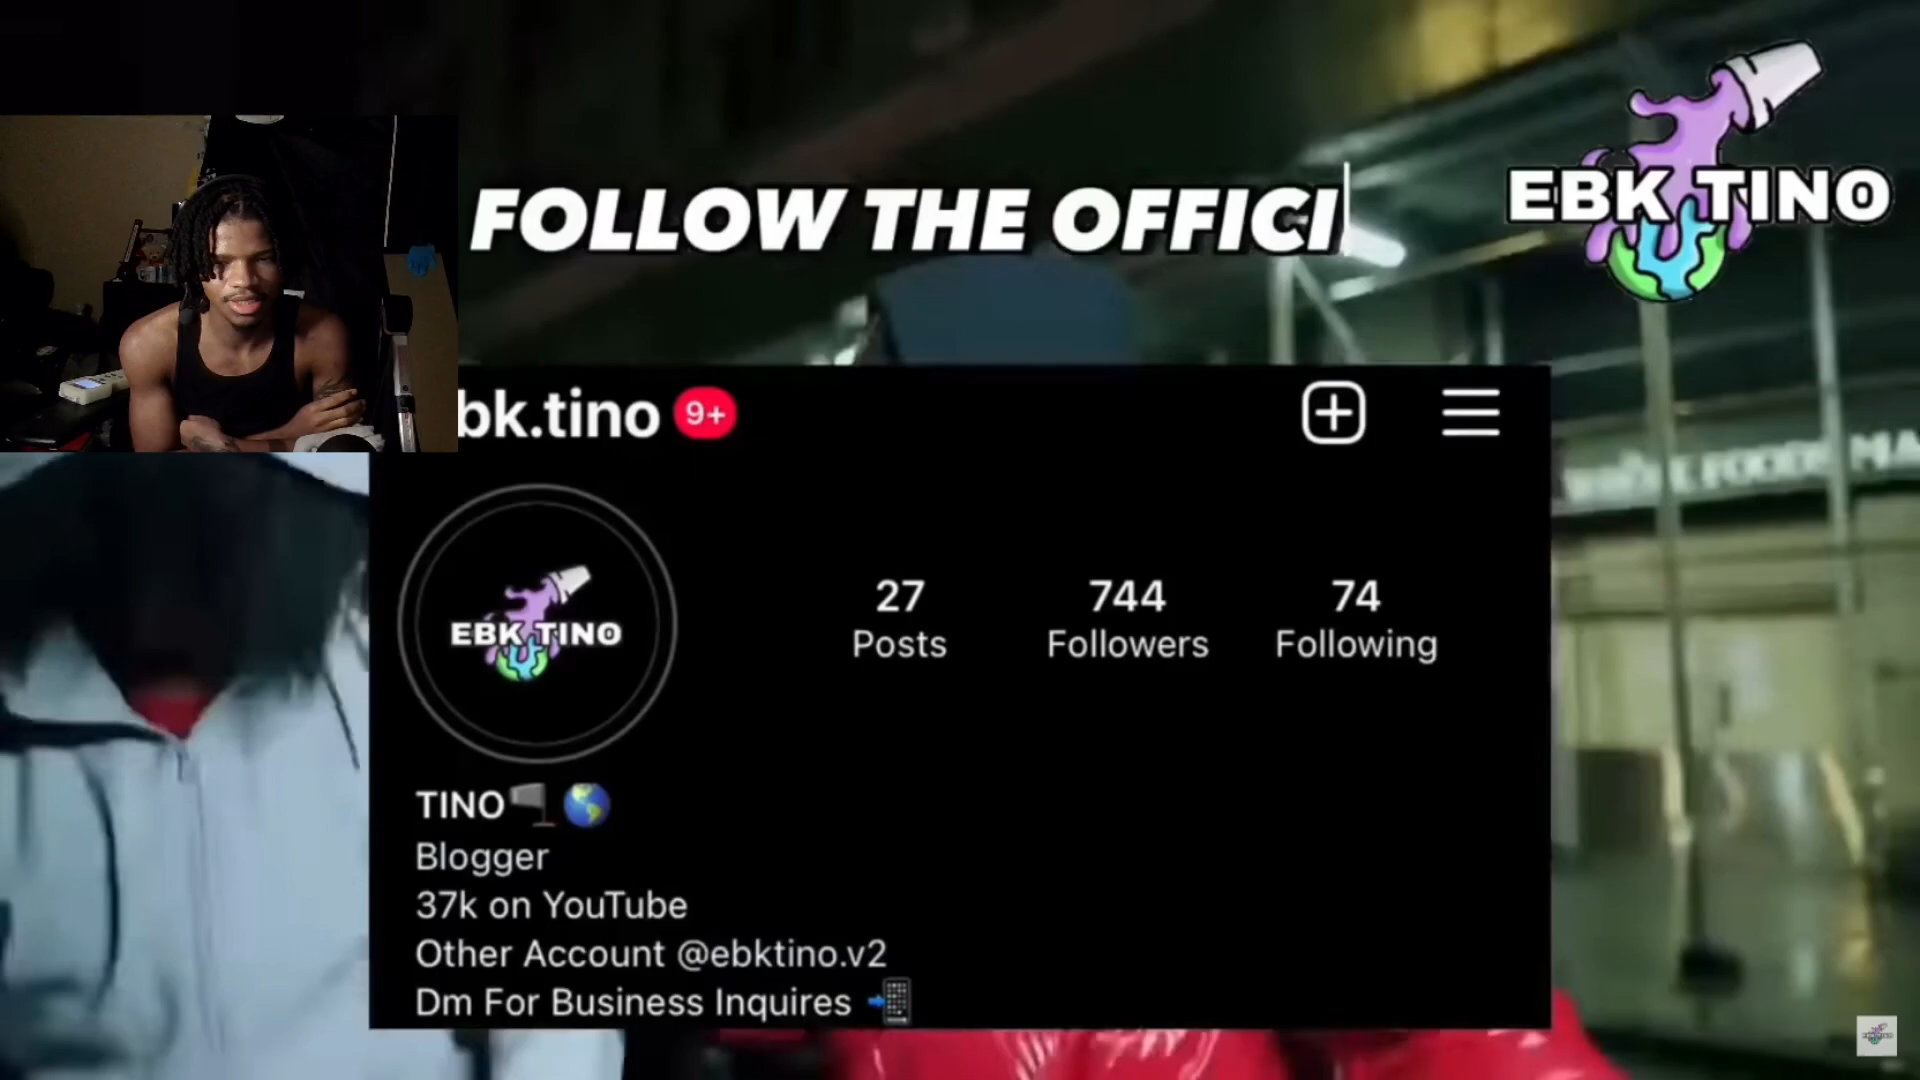 FOLLOW THE OFFICI
EBK TINO
bk.tino 9+
EBK TINO
27
Posts
744
Followers
74
Following
TINO
Blogger
37k on YouTube
Other Account @ebktino.v2
Dm For Business Inquires